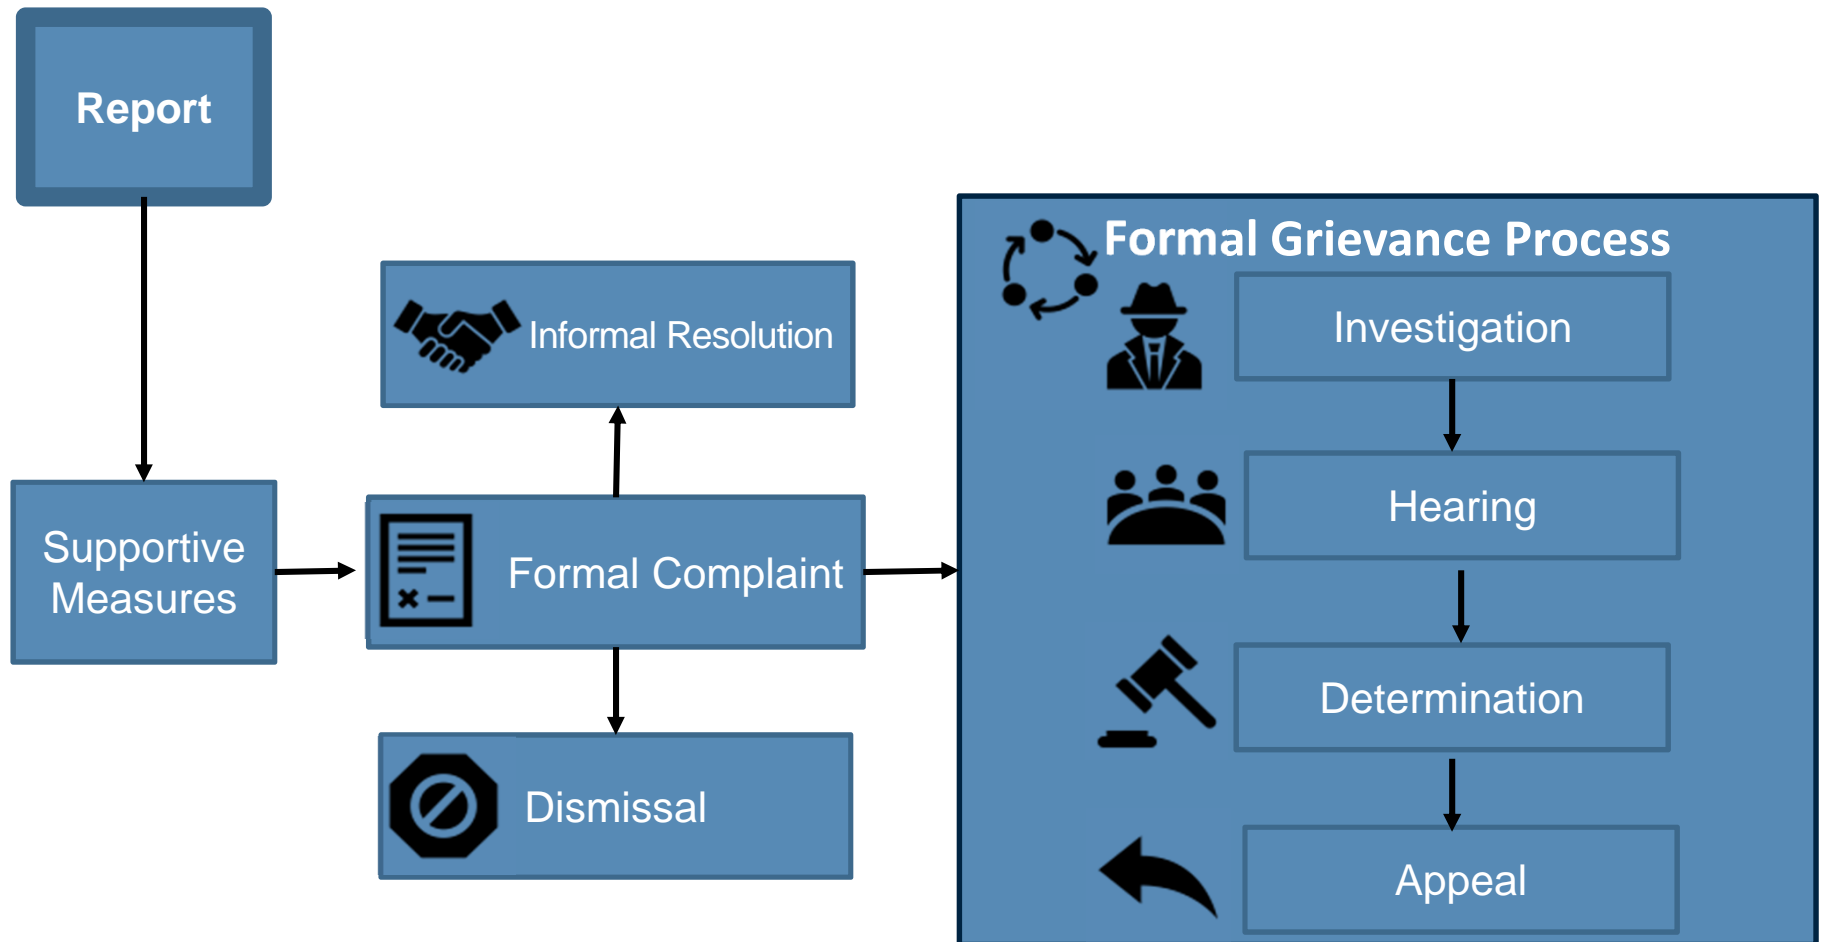 Report
Supportive
Measures
Informal Resolution
Formal Complaint
Dismissal
Formal Grievance Process
Investigation
Hearing
Determination
Appeal